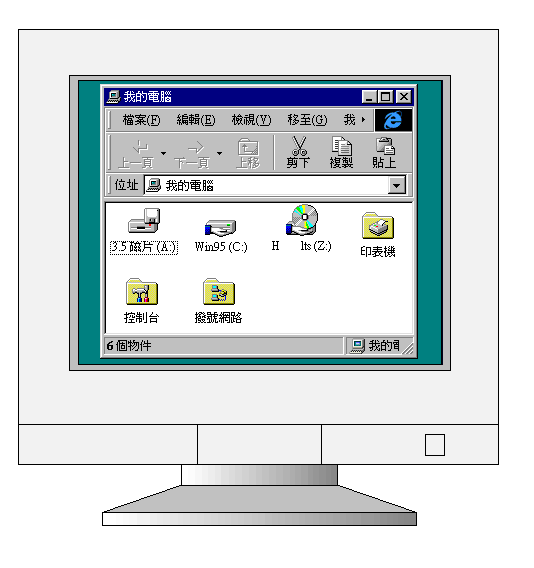 我的電腦
檔案(F) 編輯(E) 檢視(V) 移至(G) 我
上一頁 下一頁 上移 剪下 複製 貼上
位址 我的電腦
3.5 磁片 (A:) Win95 (C:) H lts (Z:) 印表機
控制台 撥號網路
6 個物件 我的